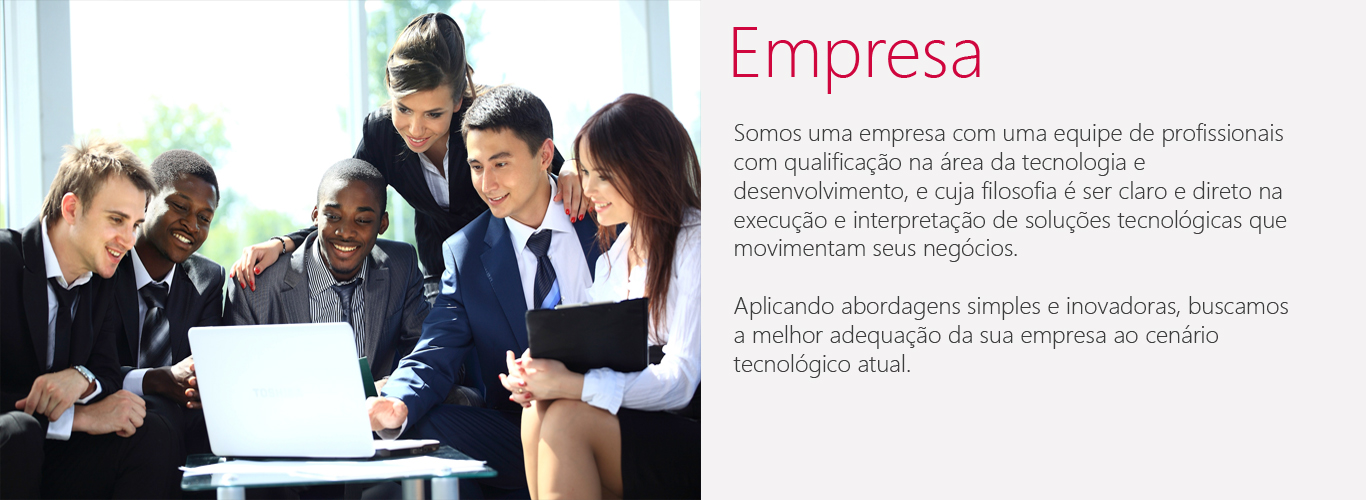 Empresa
Somos uma empresa com uma equipe de profissionais
com qualificação na área da tecnologia e
desenvolvimento, e cuja filosofia é ser claro e direto na
execução e interpretação de soluções tecnológicas que
movimentam seus negócios.
Aplicando abordagens simples e inovadoras, buscamos
a melhor adequação da sua empresa ao cenário
tecnológico atual.